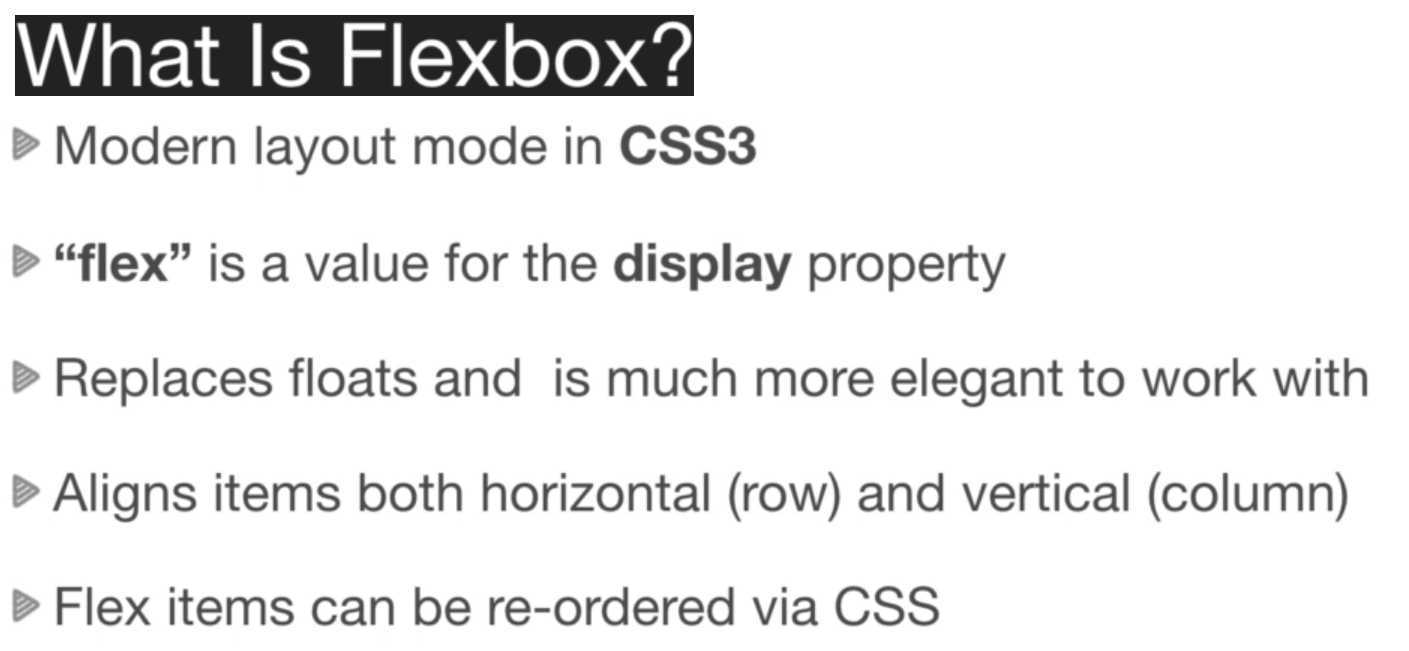 What Is Flexbox?
Modern layout mode in CSS3
“flex” is a value for the display property
Replaces floats and  is much more elegant to work with
Aligns items both horizontal (row) and vertical (column)
Flex items can be re-ordered via CSS